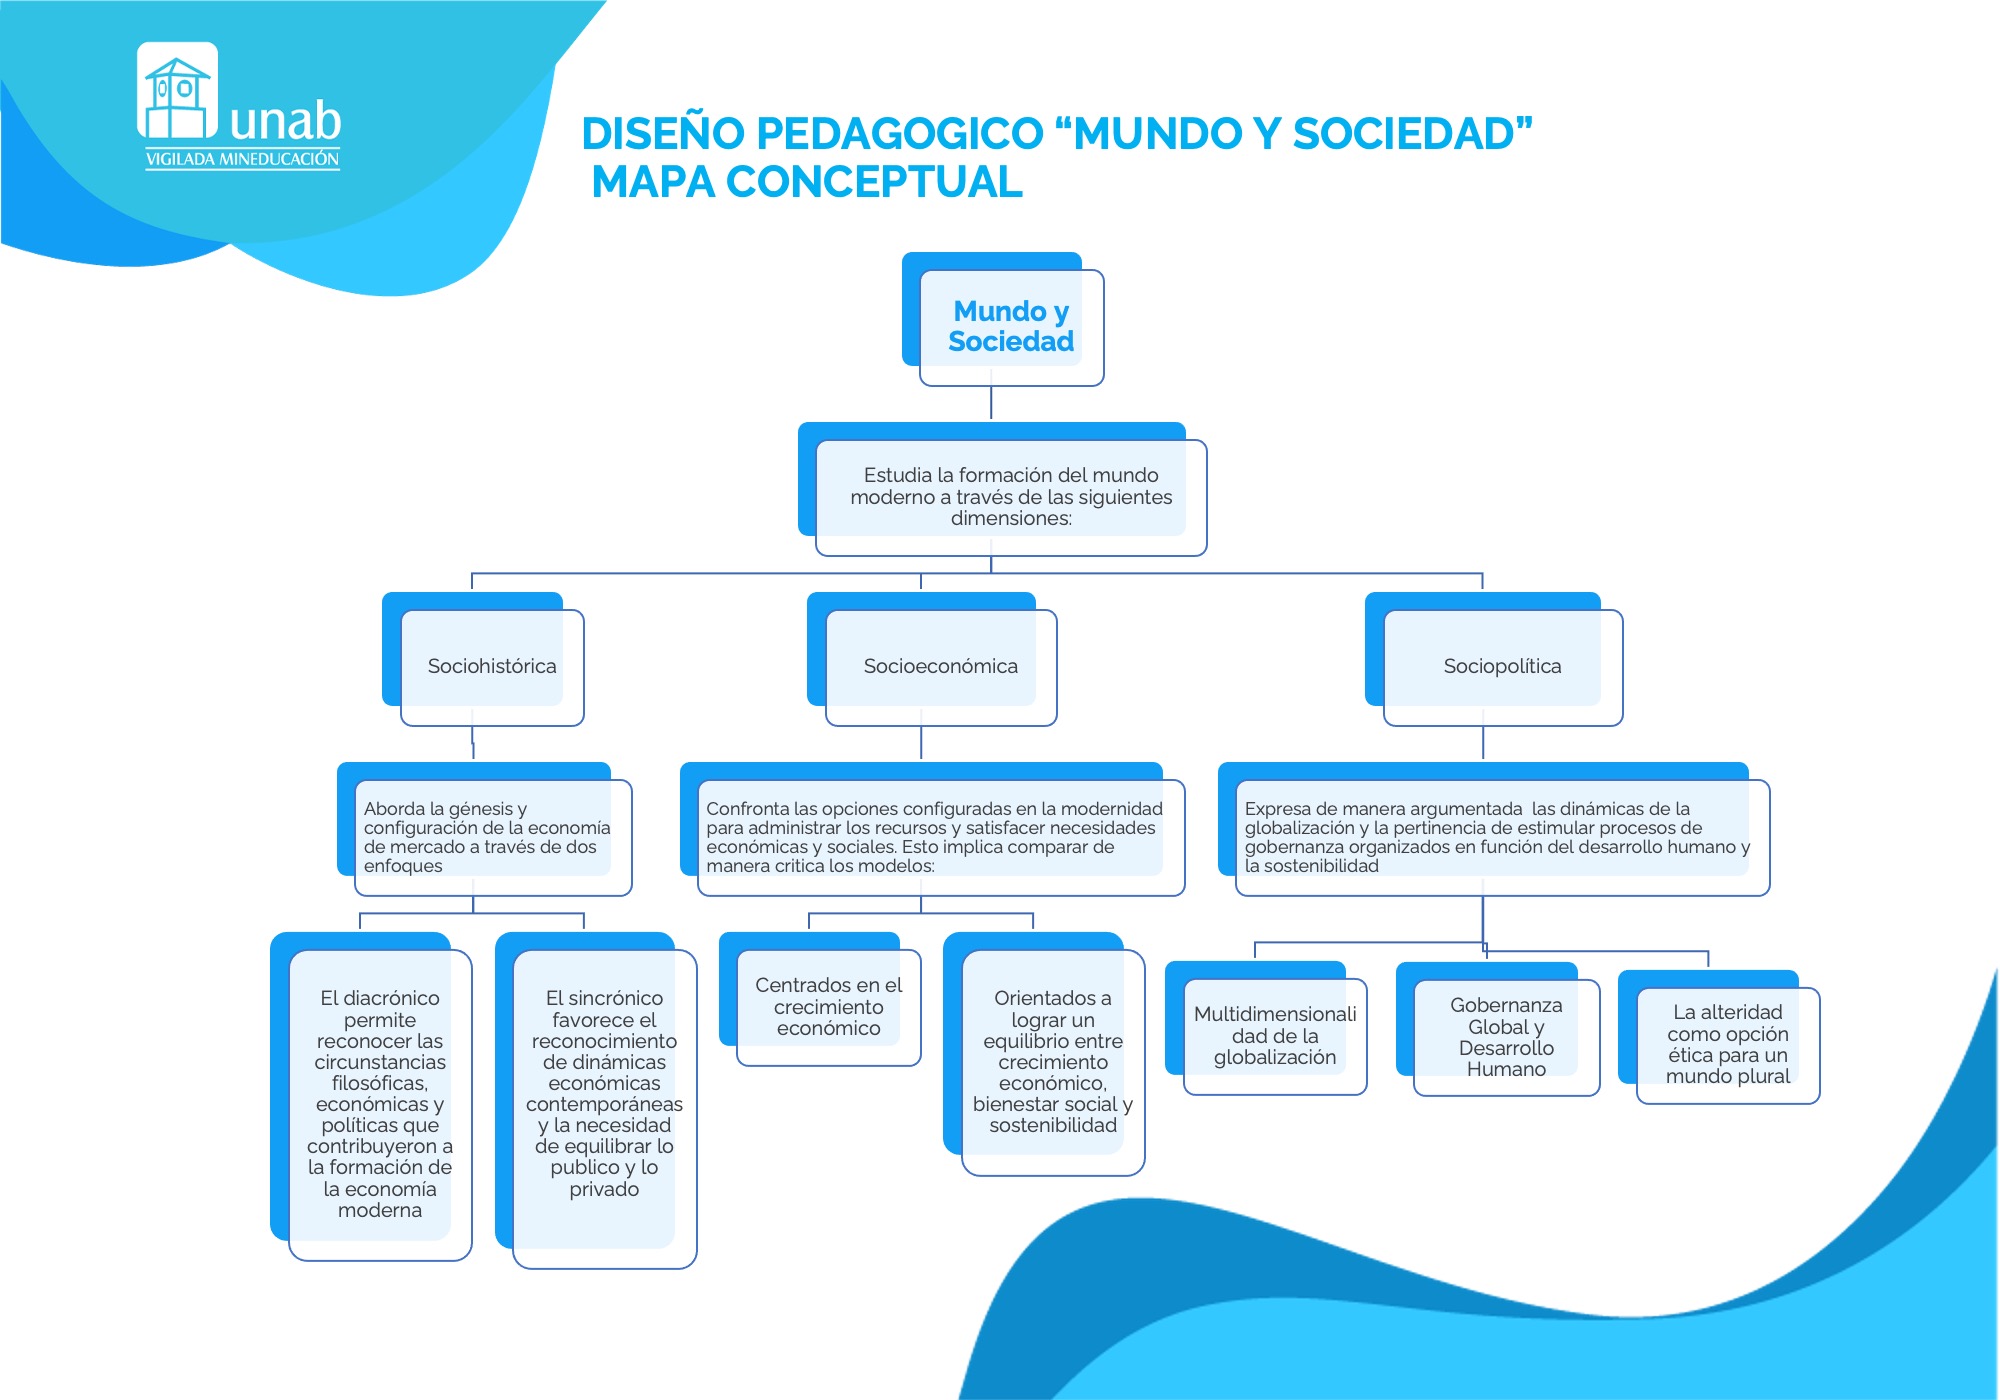 unab
VIGILADA MINEDUCACIÓN
DISEÑO PEDAGOGICO “MUNDO Y SOCIEDAD”
MAPA CONCEPTUAL
Mundo y
Sociedad
Estudia la formación del mundo
moderno a través de las siguientes
dimensiones:
Sociohistórica
Socioeconómica
Sociopolítica
Aborda la génesis y
configuración de la economía
de mercado a través de dos
enfoques
Confronta las opciones configuradas en la modernidad
para administrar los recursos y satisfacer necesidades
económicas y sociales. Esto implica comparar de
manera critica los modelos:
Expresa de manera argumentada  las dinámicas de la
globalización y la pertinencia de estimular procesos de
gobernanza organizados en función del desarrollo humano y
la sostenibilidad
El diacrónico
permite
reconocer las
circunstancias
filosóficas,
económicas y
políticas que
contribuyeron a
la formación de
la economía
moderna
El sincrónico
favorece el
reconocimiento
de dinámicas
económicas
contemporáneas
y la necesidad
de equilibrar lo
publico y lo
privado
Centrados en el
crecimiento
económico
Orientados a
lograr un
equilibrio entre
crecimiento
económico,
bienestar social y
sostenibilidad
Multidimensionali
dad de la
globalización
Gobernanza
Global y
Desarrollo
Humano
La alteridad
como opción
ética para un
mundo plural